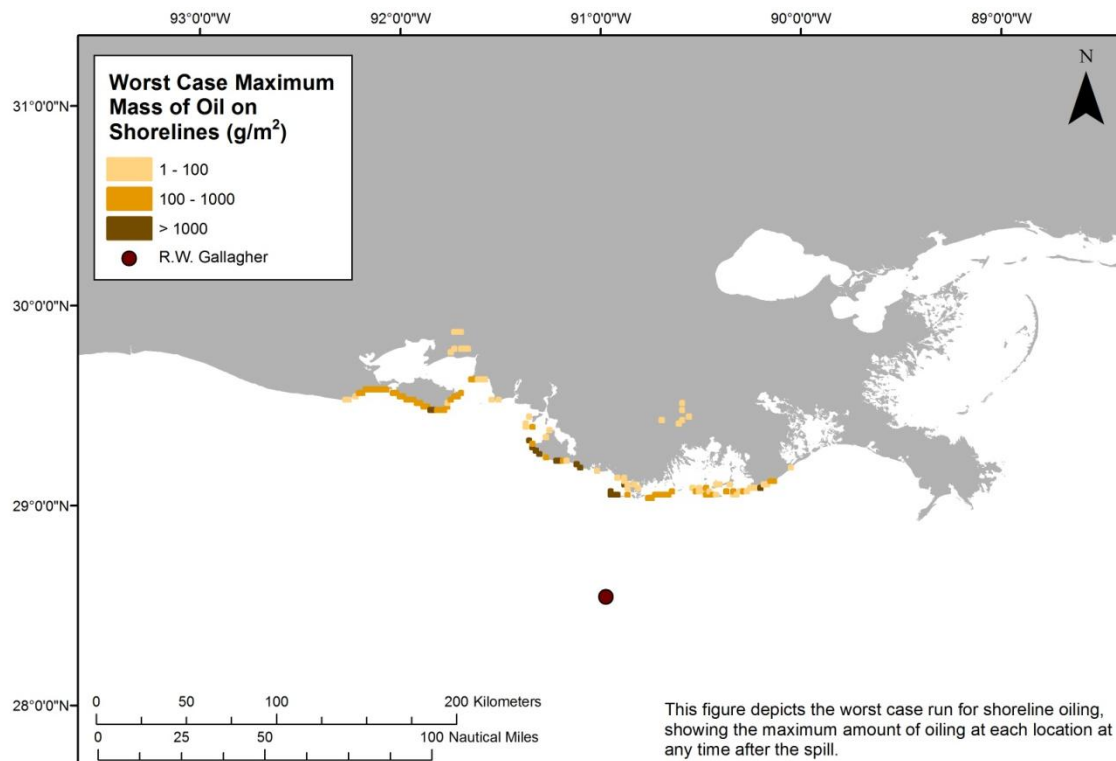 93°0'0"W 92°0'0"W 91°0'0"W 90°0'0"W 89°0'0"W
Worst Case Maximum
Mass of Oil on
Shorelines (g/m²)
1 - 100
100 - 1000
> 1000
R.W. Gallagher
N
31°0'0"N
30°0'0"N
29°0'0"N
28°0'0"N
0 50 100 200 Kilometers
0 25 50 100 Nautical Miles
This figure depicts the worst case run for shoreline oiling,
showing the maximum amount of oiling at each location at
any time after the spill.